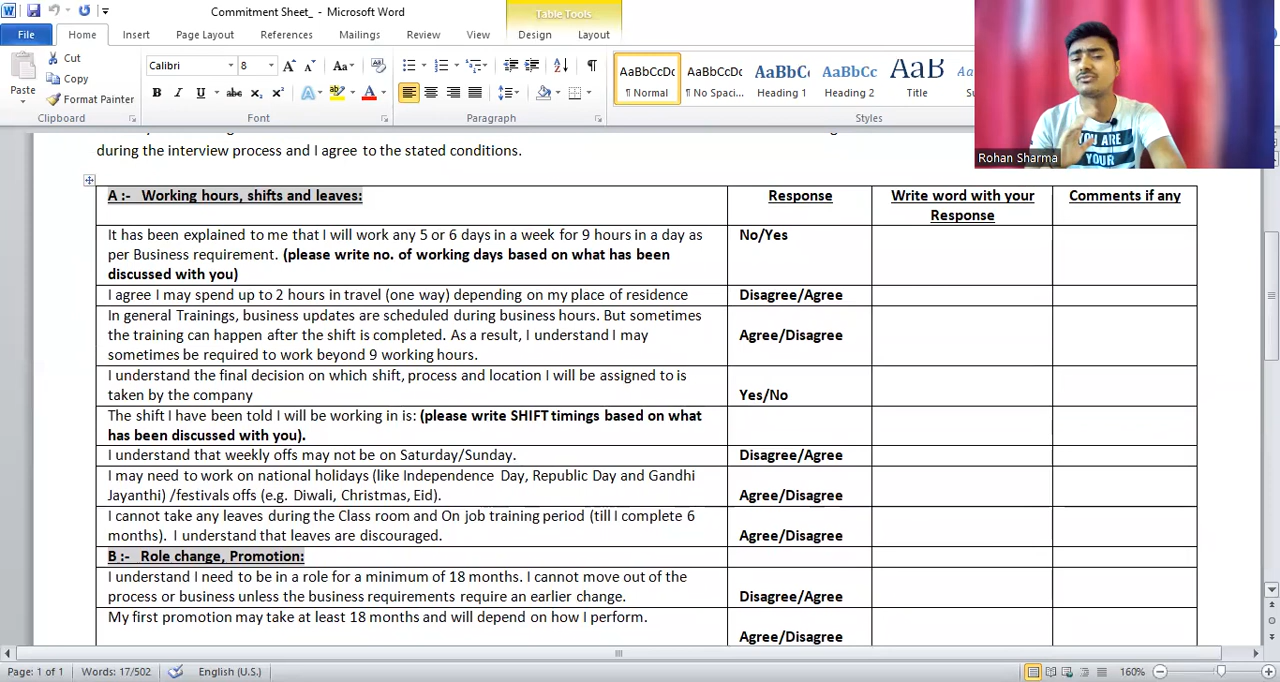 Commitment Sheet_ - Microsoft Word
Table Tools
File Home Insert Page Layout References Mailings Review View Design Layout
Cut
Copy
Format Painter
Paste
Calibri 8
AaBbCcDc AaBbCcDc AaBbC AaBbCc AaB
¶ Normal ¶ No Spaci... Heading 1 Heading 2 Title
Clipboard Font Paragraph Styles
YOU ARE
YOUR
Rohan Sharma
during the interview process and I agree to the stated conditions.
A :- Working hours, shifts and leaves: Response Write word with your Comments if any
Response
It has been explained to me that I will work any 5 or 6 days in a week for 9 hours in a day as No/Yes
per Business requirement. (please write no. of working days based on what has been
discussed with you)
I agree I may spend up to 2 hours in travel (one way) depending on my place of residence Disagree/Agree
In general Trainings, business updates are scheduled during business hours. But sometimes
the training can happen after the shift is completed. As a result, I understand I may Agree/Disagree
sometimes be required to work beyond 9 working hours.
I understand the final decision on which shift, process and location I will be assigned to is
taken by the company Yes/No
The shift I have been told I will be working in is: (please write SHIFT timings based on what
has been discussed with you).
I understand that weekly offs may not be on Saturday/Sunday. Disagree/Agree
I may need to work on national holidays (like Independence Day, Republic Day and Gandhi
Jayanthi) /festivals offs (e.g. Diwali, Christmas, Eid). Agree/Disagree
I cannot take any leaves during the Class room and On job training period (till I complete 6
months). I understand that leaves are discouraged. Agree/Disagree
B :- Role change, Promotion:
I understand I need to be in a role for a minimum of 18 months. I cannot move out of the
process or business unless the business requirements require an earlier change. Disagree/Agree
My first promotion may take at least 18 months and will depend on how I perform.
Agree/Disagree
Page: 1 of 1 Words: 17/502 English (U.S.) 160%